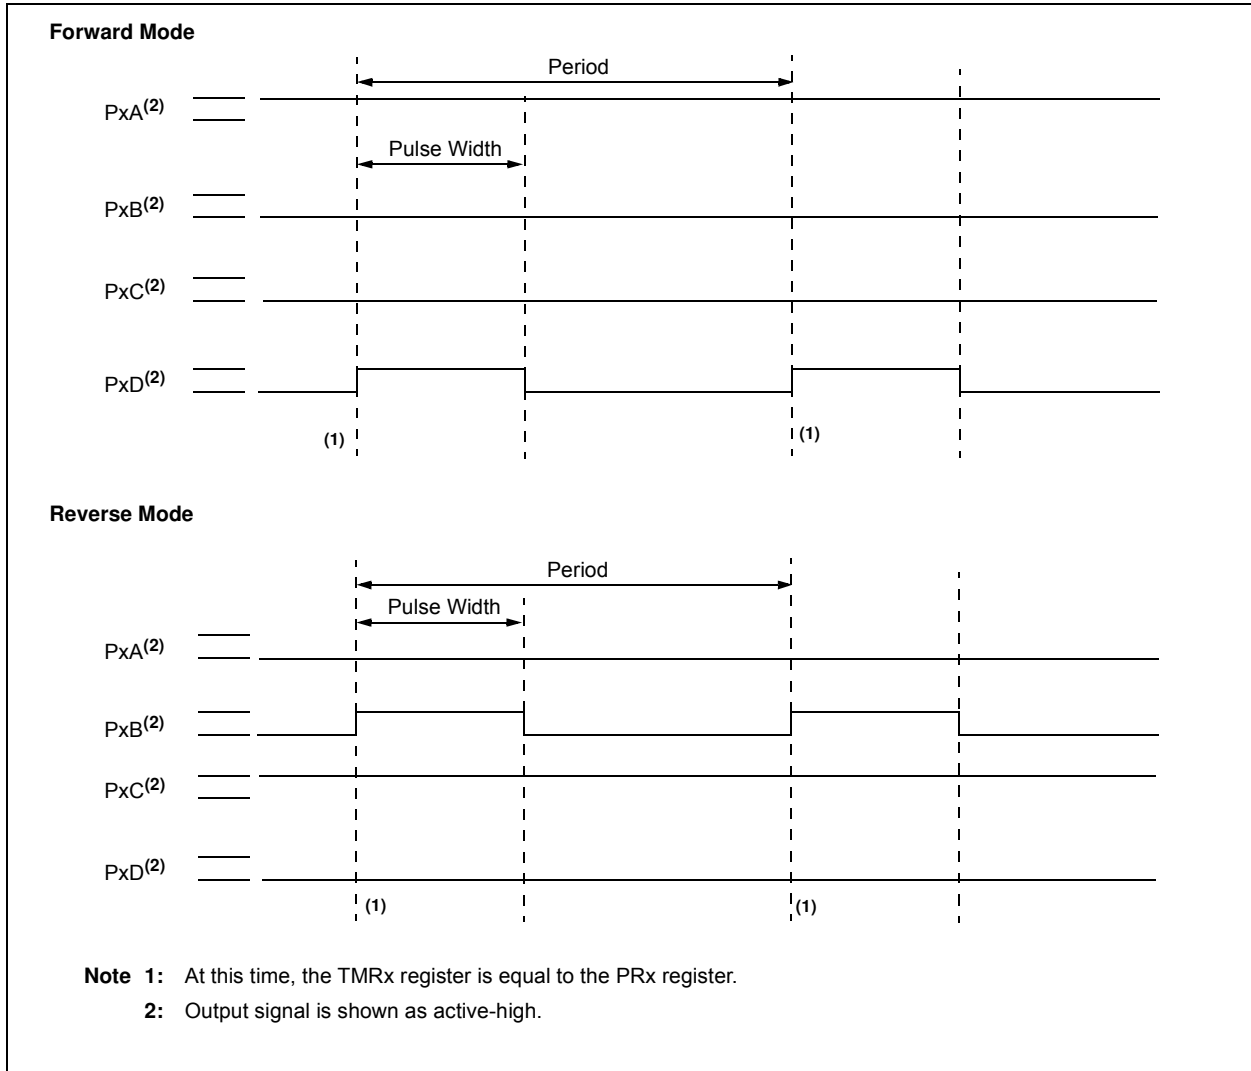 Forward Mode
Period
PxA(2)
Pulse Width
PxB(2)
PxC(2)
PxD(2)
(1)
(1)
Reverse Mode
Period
Pulse Width
PxA(2)
PxB(2)
PxC(2)
PxD(2)
(1)
(1)
Note 1: At this time, the TMRx register is equal to the PRx register.
2: Output signal is shown as active-high.